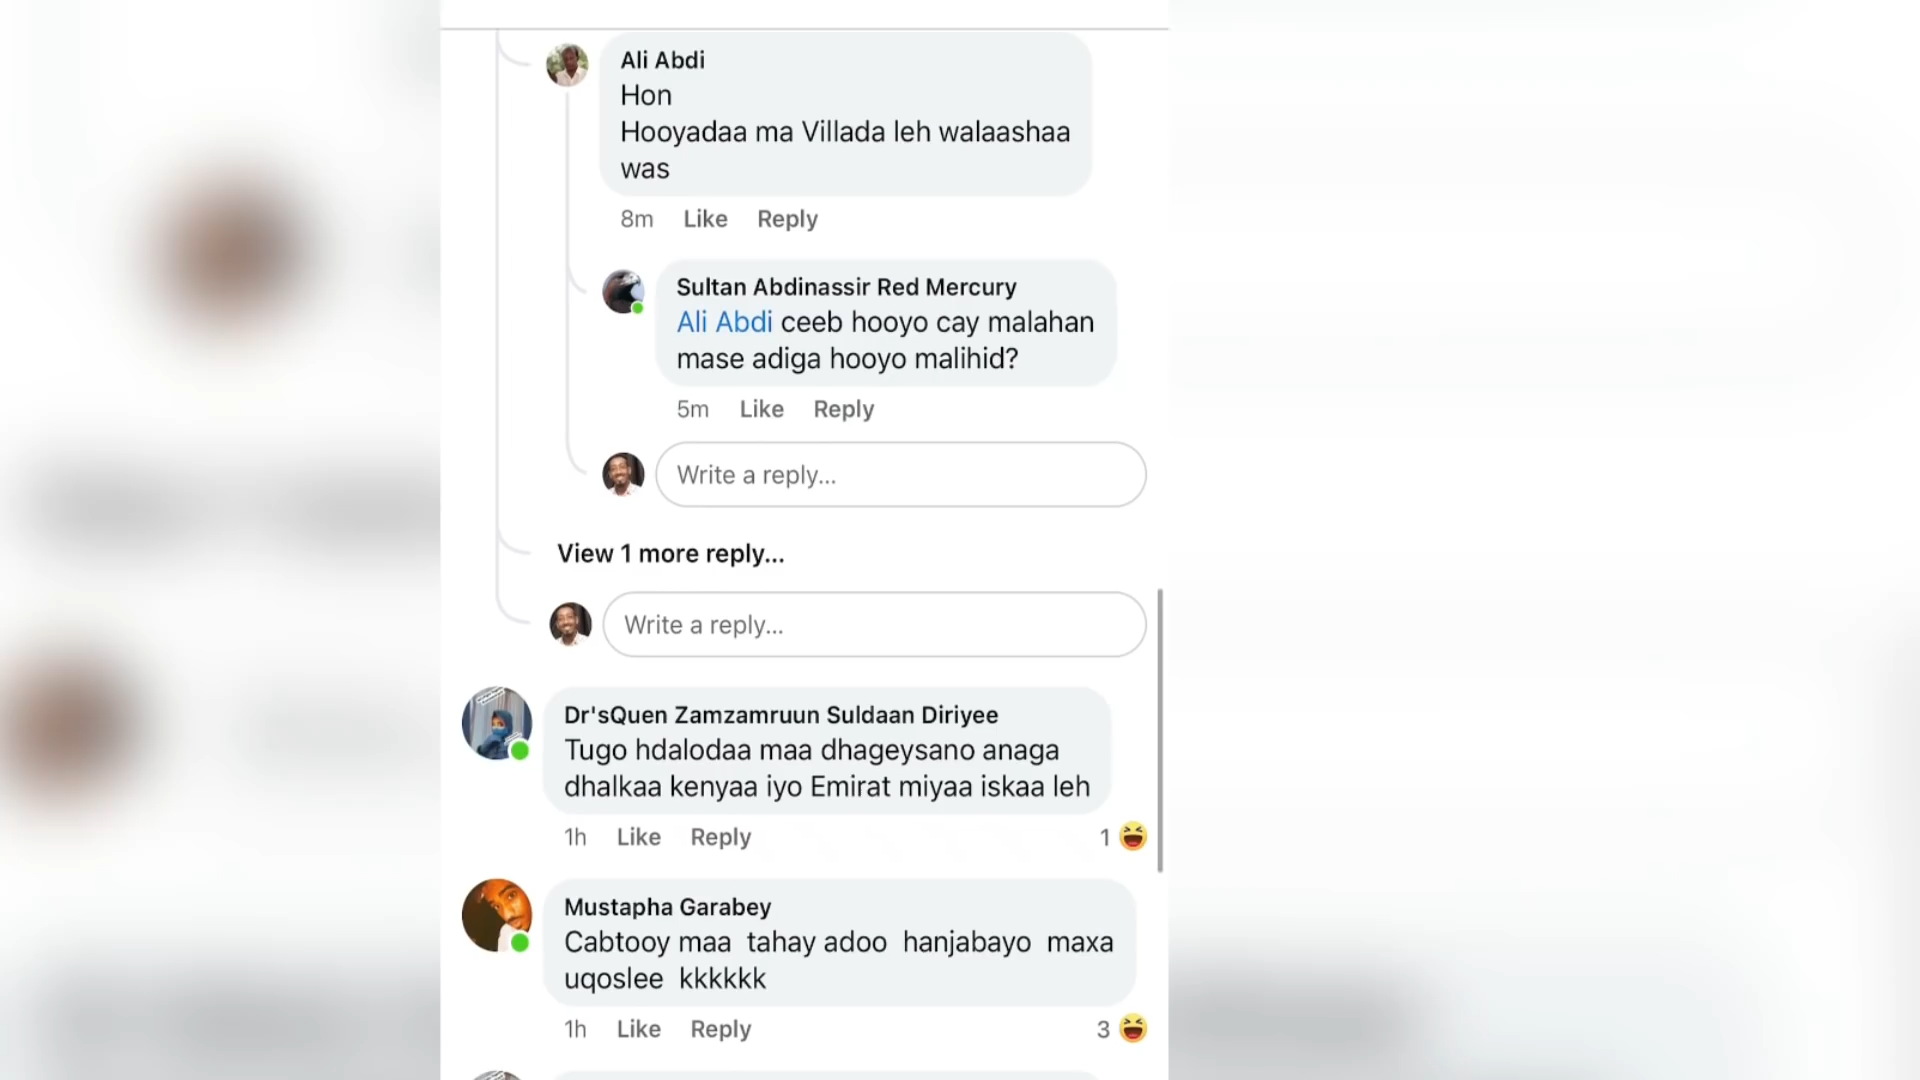 Ali Abdi
Hon
Hooyadaa ma Villada leh walaashaa
was
8m Like Reply
Sultan Abdinassir Red Mercury
Ali Abdi ceeb hooyo cay malahan
mase adiga hooyo malihid?
5m Like Reply
Write a reply...
View 1 more reply...
Write a reply...
Dr'sQuen Zamzamruun Suldaan Diriyee
Tugo hdalodaa maa dhageysano anaga
dhalkaa kenyaa iyo Emirat miyaa iskaa leh
1h Like Reply 1
Mustapha Garabey
Cabtooy maa tahay adoo hanjabayo maxa
uqoslee kkkkkk
1h Like Reply 3